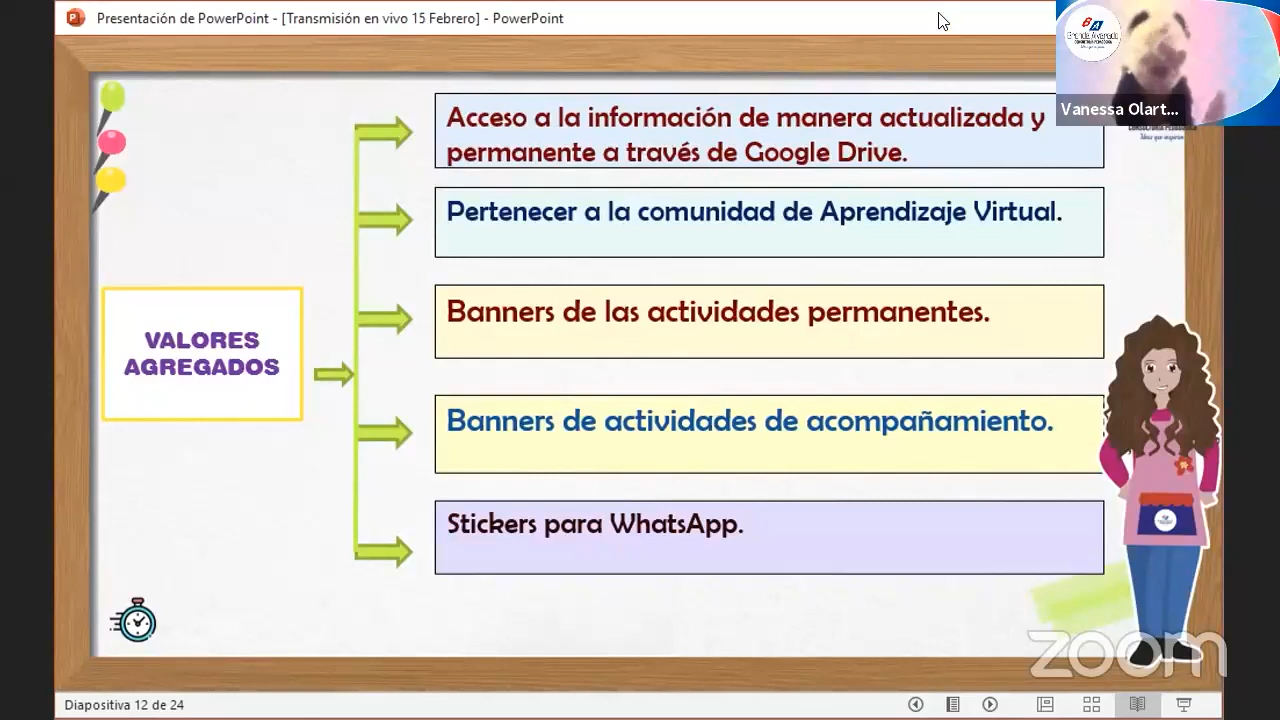 Presentación de PowerPoint - [Transmisión en vivo 15 Febrero] - PowerPoint
Vanessa Olart...
Acceso a la información de manera actualizada y
permanente a través de Google Drive.
Pertenecer a la comunidad de Aprendizaje Virtual.
Banners de las actividades permanentes.
VALORES
AGREGADOS
Banners de actividades de acompañamiento.
Stickers para WhatsApp.
zoom
Diapositiva 12 de 24